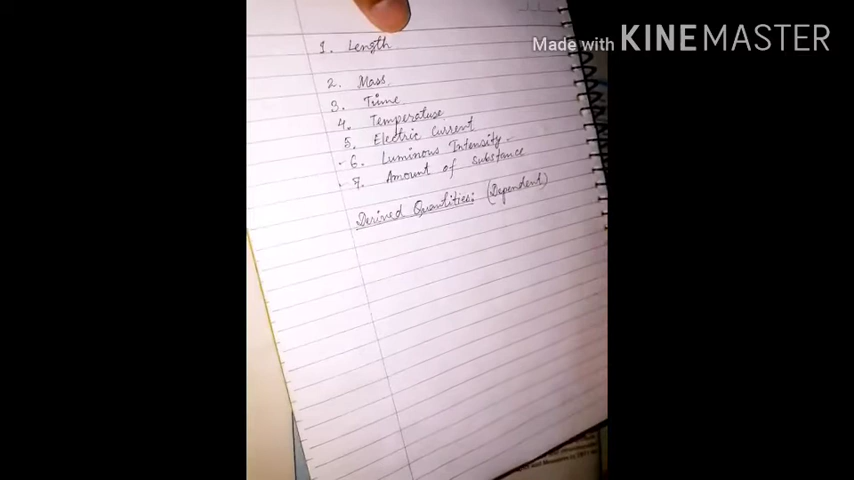 Made with KINEMASTER
1. Length
2. Mass
3. Time
4. Temperature
5. Electric Current
6. Luminous Intensity
7. Amount of Substance
Derived Quantities: (Dependent)